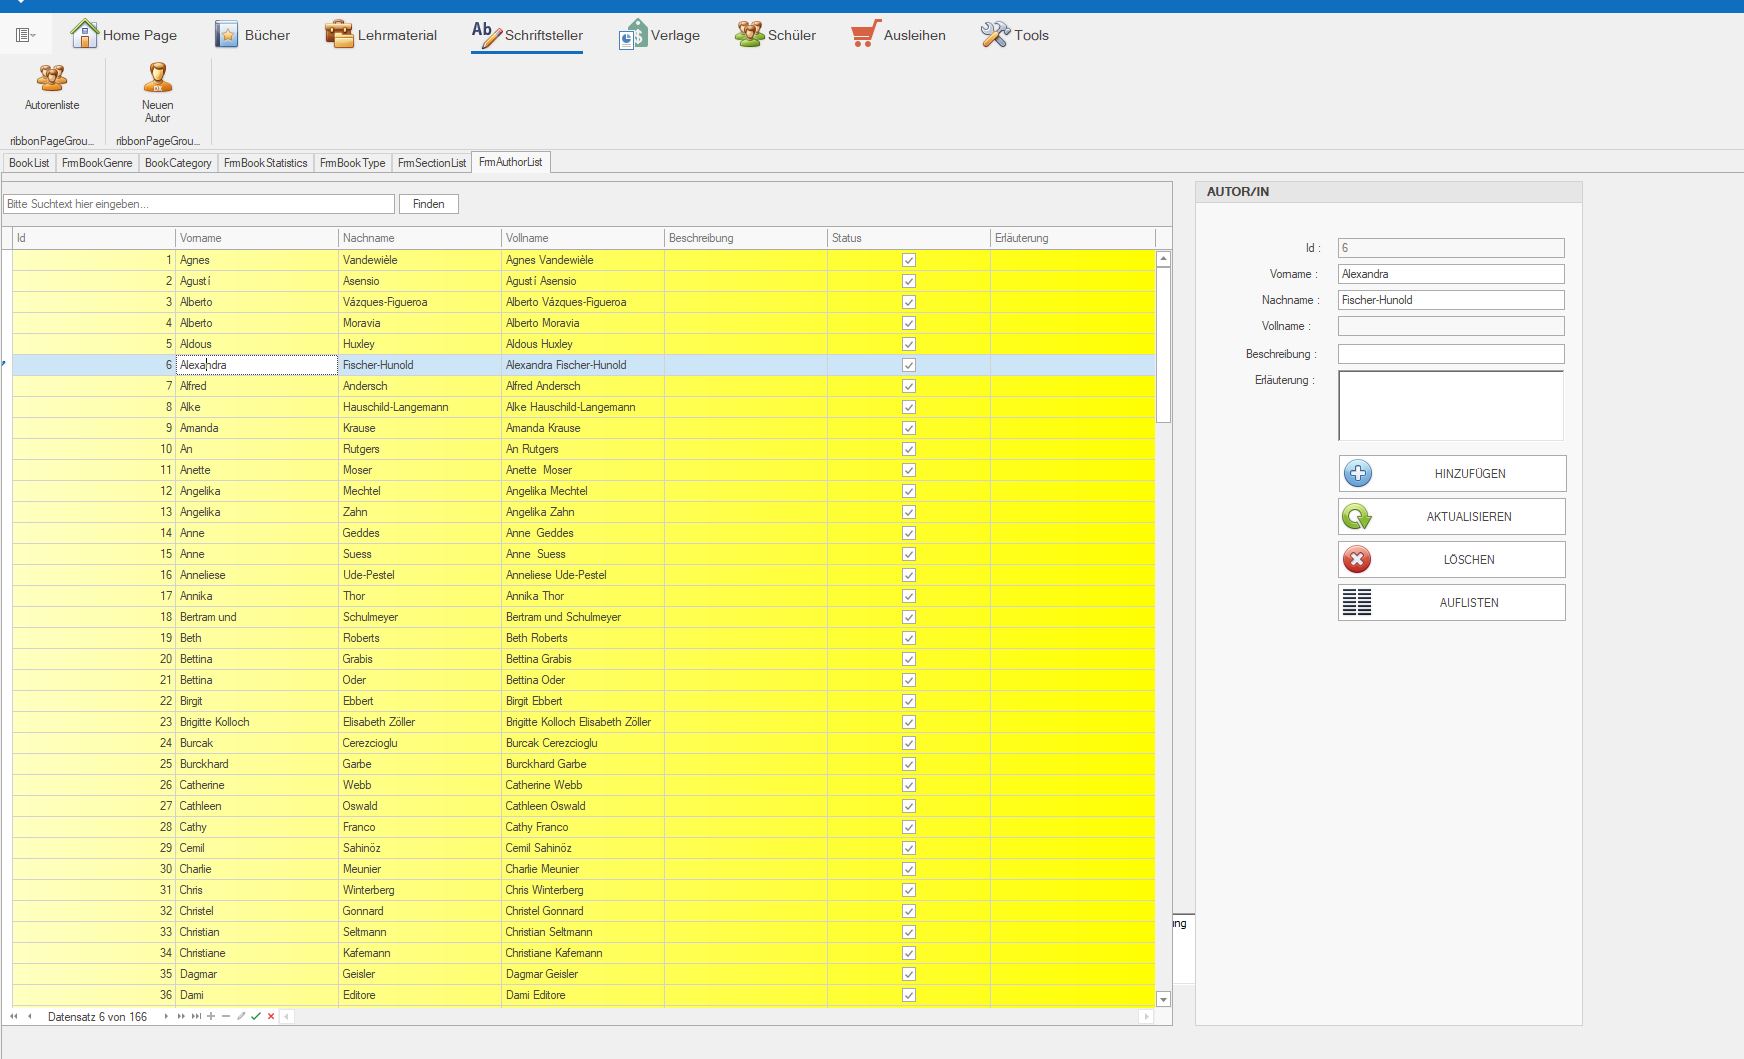 Home Page Bücher Lehrmaterial Schriftsteller Verlage Schüler Ausleihen Tools
Autorenliste
Neuen
Autor
ribbonPageGrou... ribbonPageGrou...
BookList FrmBookGenre BookCategory FrmBookStatistics FrmBookType FrmSectionList FrmAuthorList
Bitte Suchtext hier eingeben... Finden
Id Vorname Nachname Vollname Beschreibung Status Erläuterung
1 Agnes Vandewièle Agnes Vandewièle
2 Agustí Asensio Agustí Asensio
3 Alberto Vázques-Figueroa Alberto Vázques-Figueroa
4 Alberto Moravia Alberto Moravia
5 Aldous Huxley Aldous Huxley
6 Alexandra Fischer-Hunold Alexandra Fischer-Hunold
7 Alfred Andersch Alfred Andersch
8 Alke Hauschild-Langemann Alke Hauschild-Langemann
9 Amanda Krause Amanda Krause
10 An Rutgers An Rutgers
11 Anette Moser Anette Moser
12 Angelika Mechtel Angelika Mechtel
13 Angelika Zahn Angelika Zahn
14 Anne Geddes Anne Geddes
15 Anne Suess Anne Suess
16 Anneliese Ude-Pestel Anneliese Ude-Pestel
17 Annika Thor Annika Thor
18 Bertram und Schulmeyer Bertram und Schulmeyer
19 Beth Roberts Beth Roberts
20 Bettina Grabis Bettina Grabis
21 Bettina Oder Bettina Oder
22 Birgit Ebbert Birgit Ebbert
23 Brigitte Kolloch Elisabeth Zöller Brigitte Kolloch Elisabeth Zöller
24 Burcak Cerezcioglu Burcak Cerezcioglu
25 Burckhard Garbe Burckhard Garbe
26 Catherine Webb Catherine Webb
27 Cathleen Oswald Cathleen Oswald
28 Cathy Franco Cathy Franco
29 Cemil Sahinöz Cemil Sahinöz
30 Charlie Meunier Charlie Meunier
31 Chris Winterberg Chris Winterberg
32 Christel Gonnard Christel Gonnard
33 Christian Seltmann Christian Seltmann
34 Christiane Kafemann Christiane Kafemann
35 Dagmar Geisler Dagmar Geisler
36 Dami Editore Dami Editore
Datensatz 6 von 166
ung
AUTOR/IN
Id : 6
Vorname : Alexandra
Nachname : Fischer-Hunold
Vollname :
Beschreibung :
Erläuterung :
HINZUFÜGEN
AKTUALISIEREN
LÖSCHEN
AUFLISTEN